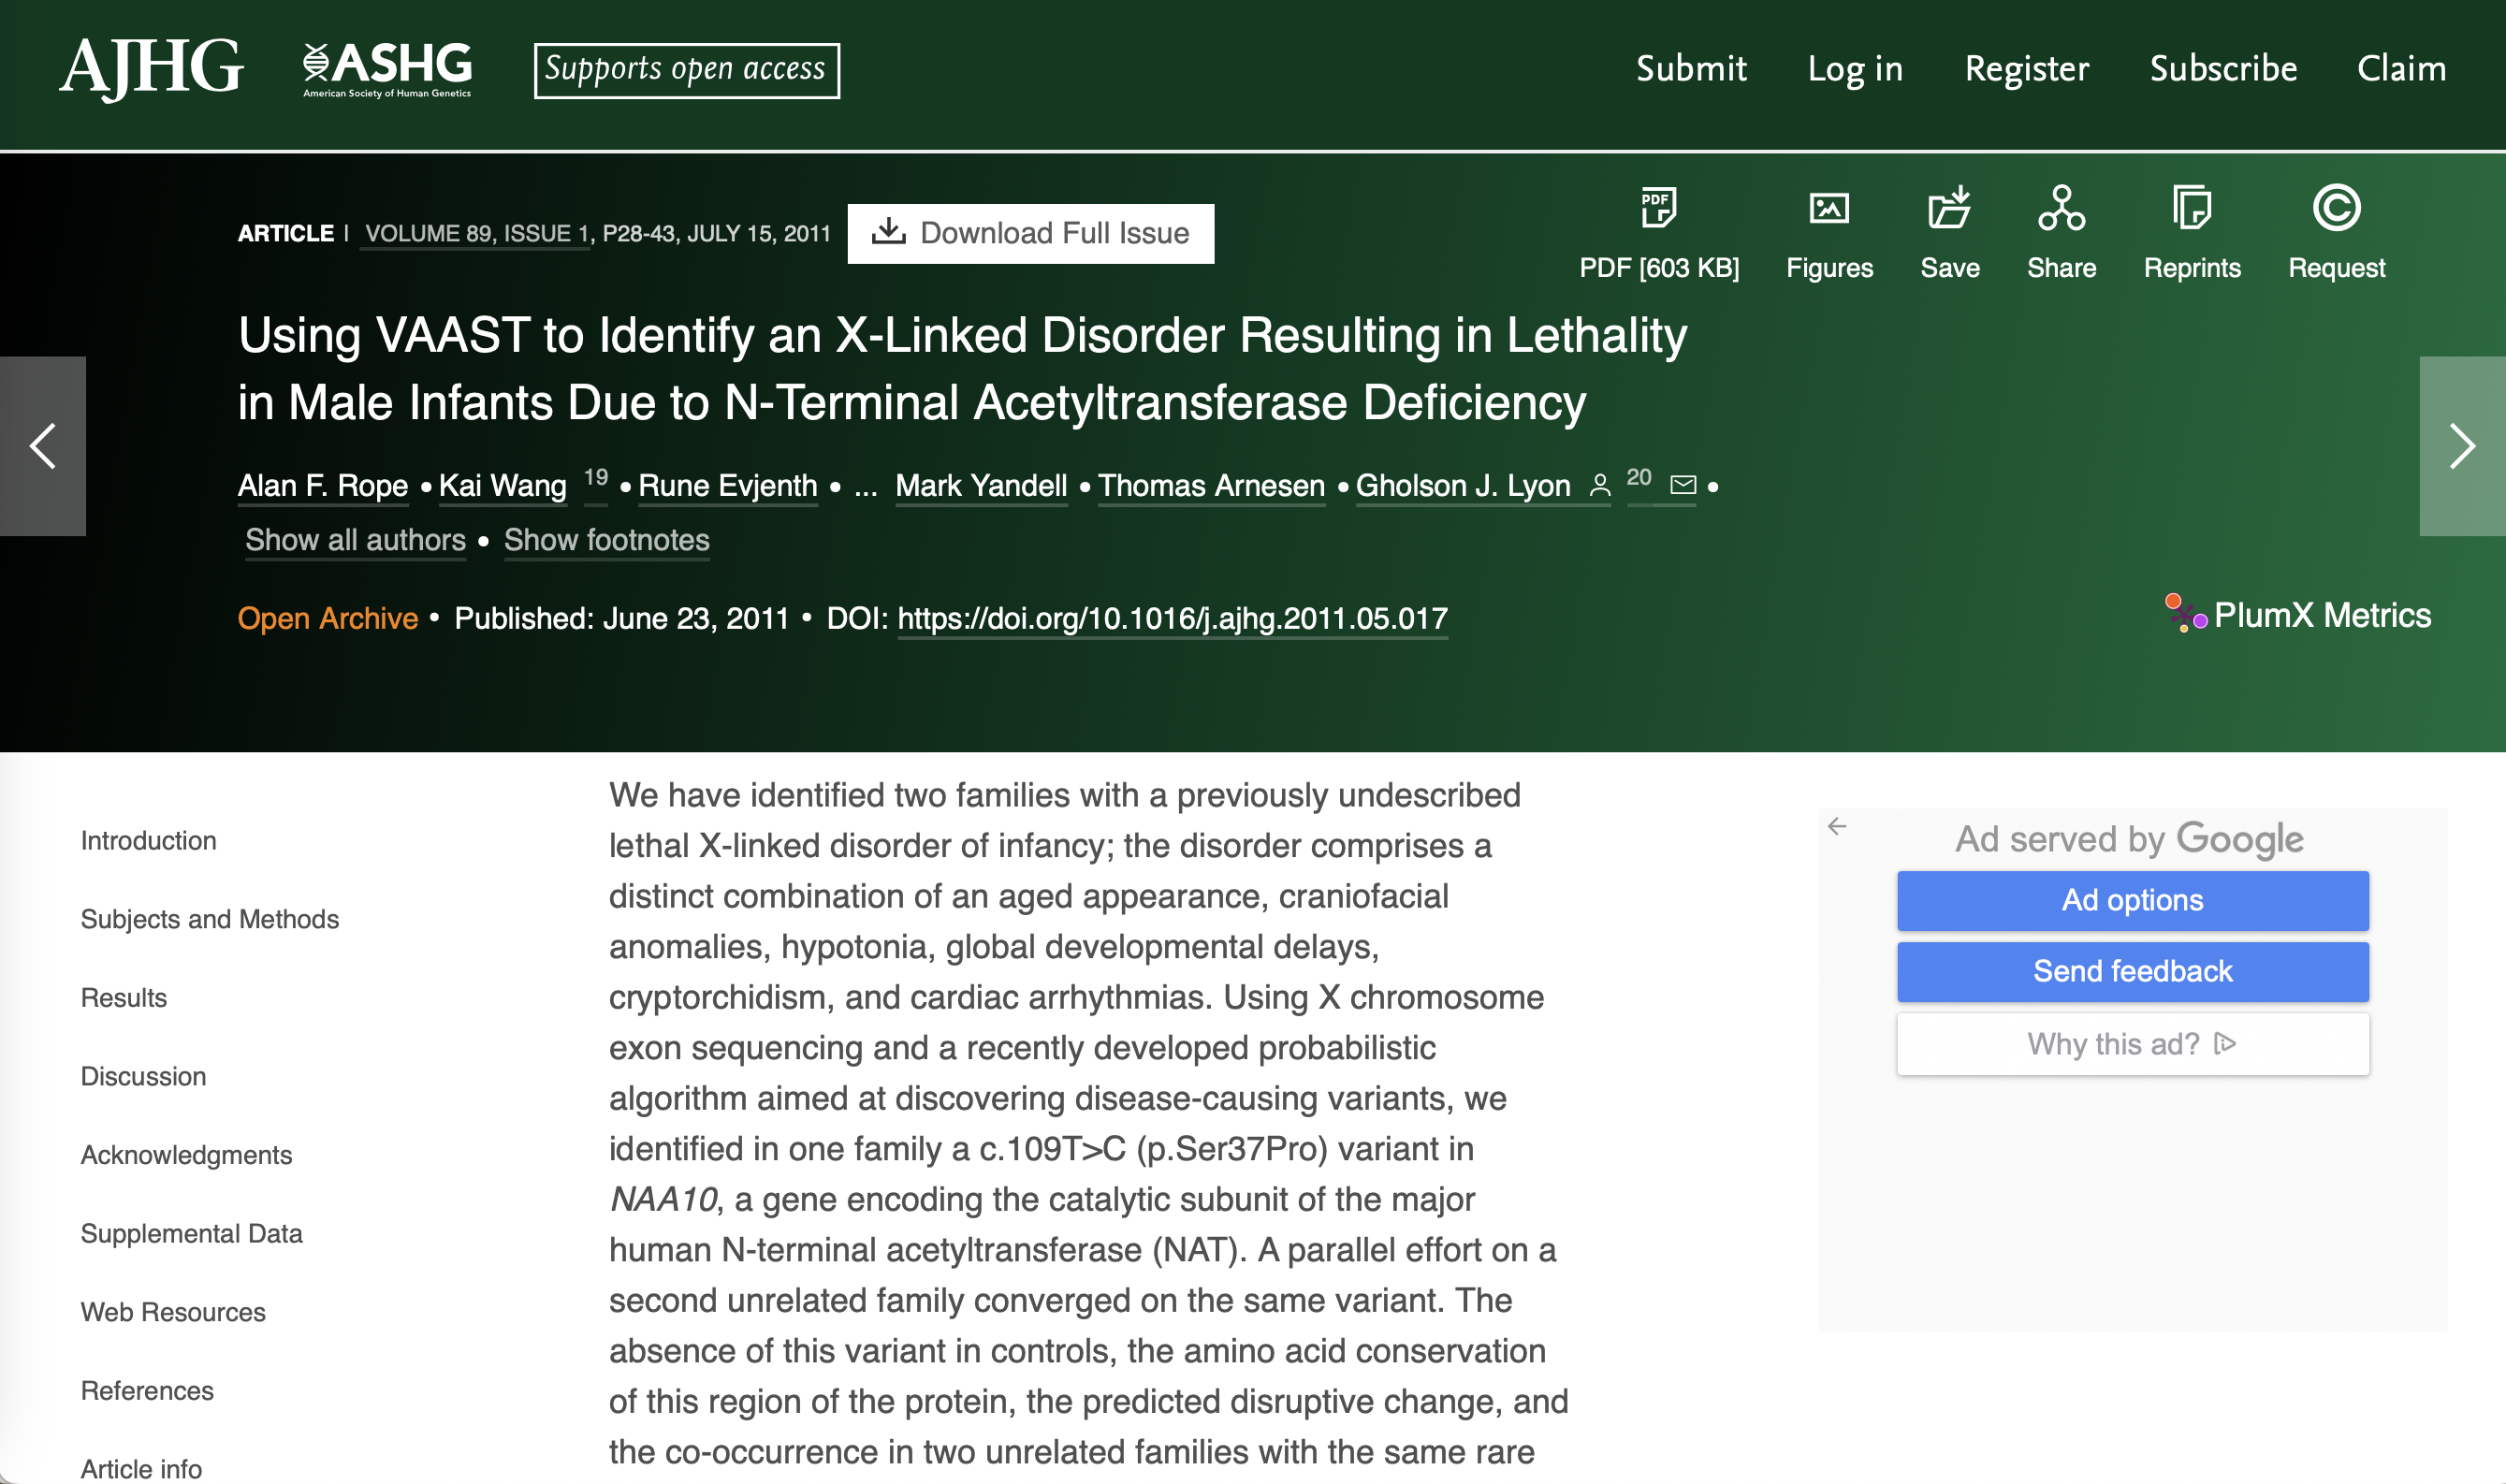 AJHG
ASHG
American Society of Human Genetics
Supports open access
Submit Log in Register Subscribe Claim
ARTICLE | VOLUME 89, ISSUE 1, P28-43, JULY 15, 2011
Download Full Issue
PDF
PDF [603 KB] Figures Save Share Reprints Request
Using VAAST to Identify an X-Linked Disorder Resulting in Lethality
in Male Infants Due to N-Terminal Acetyltransferase Deficiency
Alan F. Rope • Kai Wang 19 • Rune Evjenth • ... Mark Yandell • Thomas Arnesen • Gholson J. Lyon 20 •
Show all authors • Show footnotes
Open Archive • Published: June 23, 2011 • DOI: https://doi.org/10.1016/j.ajhg.2011.05.017
PlumX Metrics
Introduction
Subjects and Methods
Results
Discussion
Acknowledgments
Supplemental Data
Web Resources
References
Article info
We have identified two families with a previously undescribed
lethal X-linked disorder of infancy; the disorder comprises a
distinct combination of an aged appearance, craniofacial
anomalies, hypotonia, global developmental delays,
cryptorchidism, and cardiac arrhythmias. Using X chromosome
exon sequencing and a recently developed probabilistic
algorithm aimed at discovering disease-causing variants, we
identified in one family a c.109T>C (p.Ser37Pro) variant in
NAA10, a gene encoding the catalytic subunit of the major
human N-terminal acetyltransferase (NAT). A parallel effort on a
second unrelated family converged on the same variant. The
absence of this variant in controls, the amino acid conservation
of this region of the protein, the predicted disruptive change, and
the co-occurrence in two unrelated families with the same rare
Ad served by Google
Ad options
Send feedback
Why this ad?